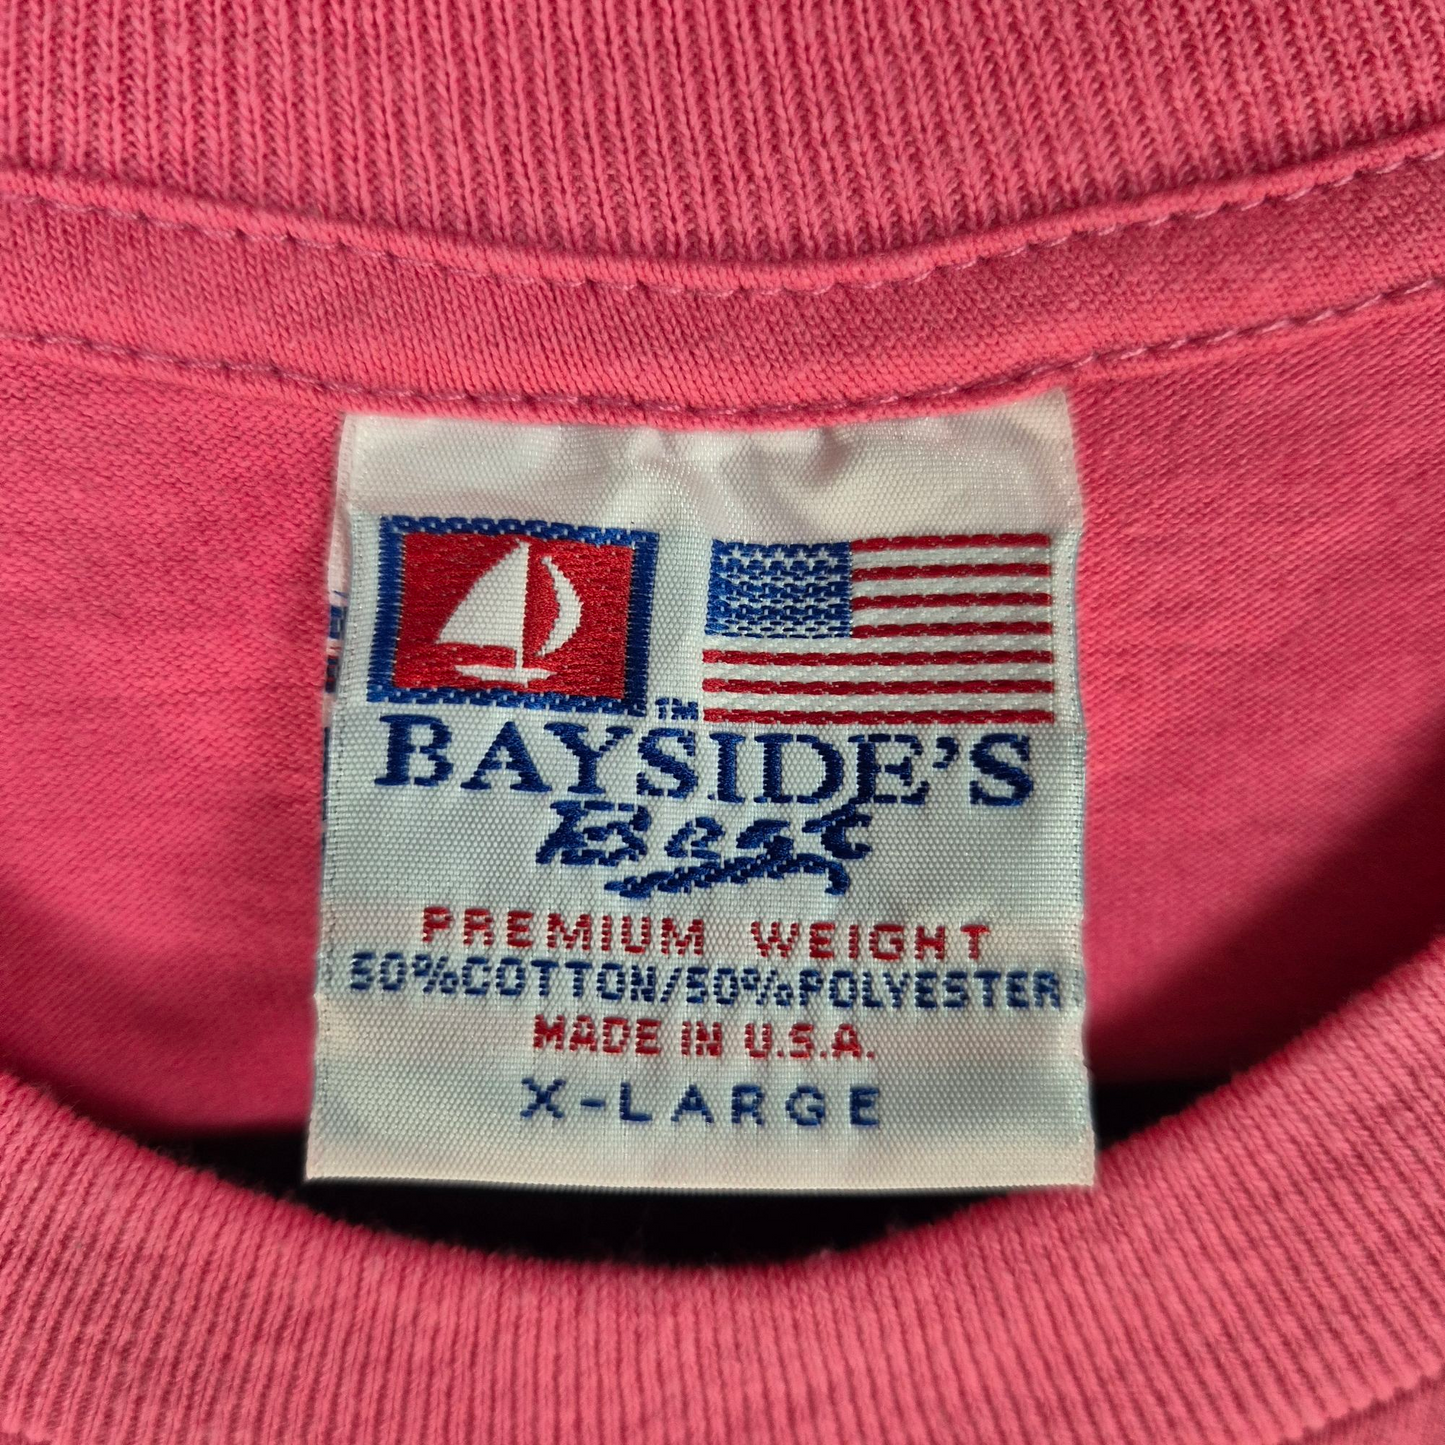 TM
BAYSIDE'S
Best
PREMIUM WEIGHT
50%COTTON/50%POLYESTER
MADE IN U.S.A.
X-LARGE